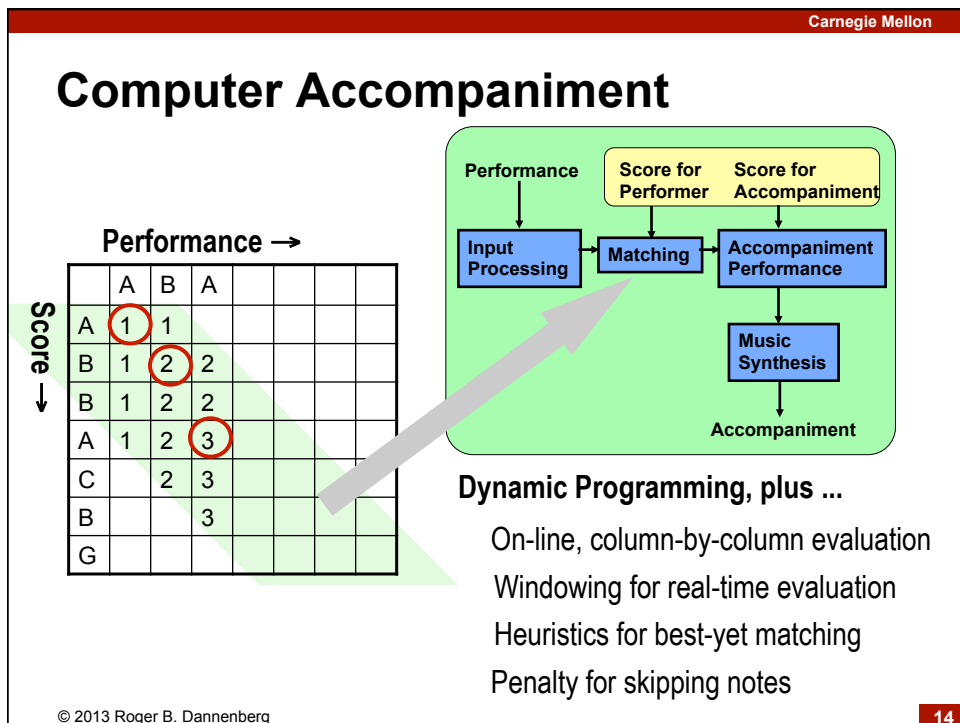 Carnegie Mellon
Computer Accompaniment
Performance →
Score →
A B A
A 1 1
B 1 2 2
B 1 2 2
A 1 2 3
C 2 3
B 3
G
Performance
Score for Performer
Score for Accompaniment
Input Processing
Matching
Accompaniment Performance
Music Synthesis
Accompaniment
Dynamic Programming, plus ...
On-line, column-by-column evaluation
Windowing for real-time evaluation
Heuristics for best-yet matching
Penalty for skipping notes
© 2013 Roger B. Dannenberg
14